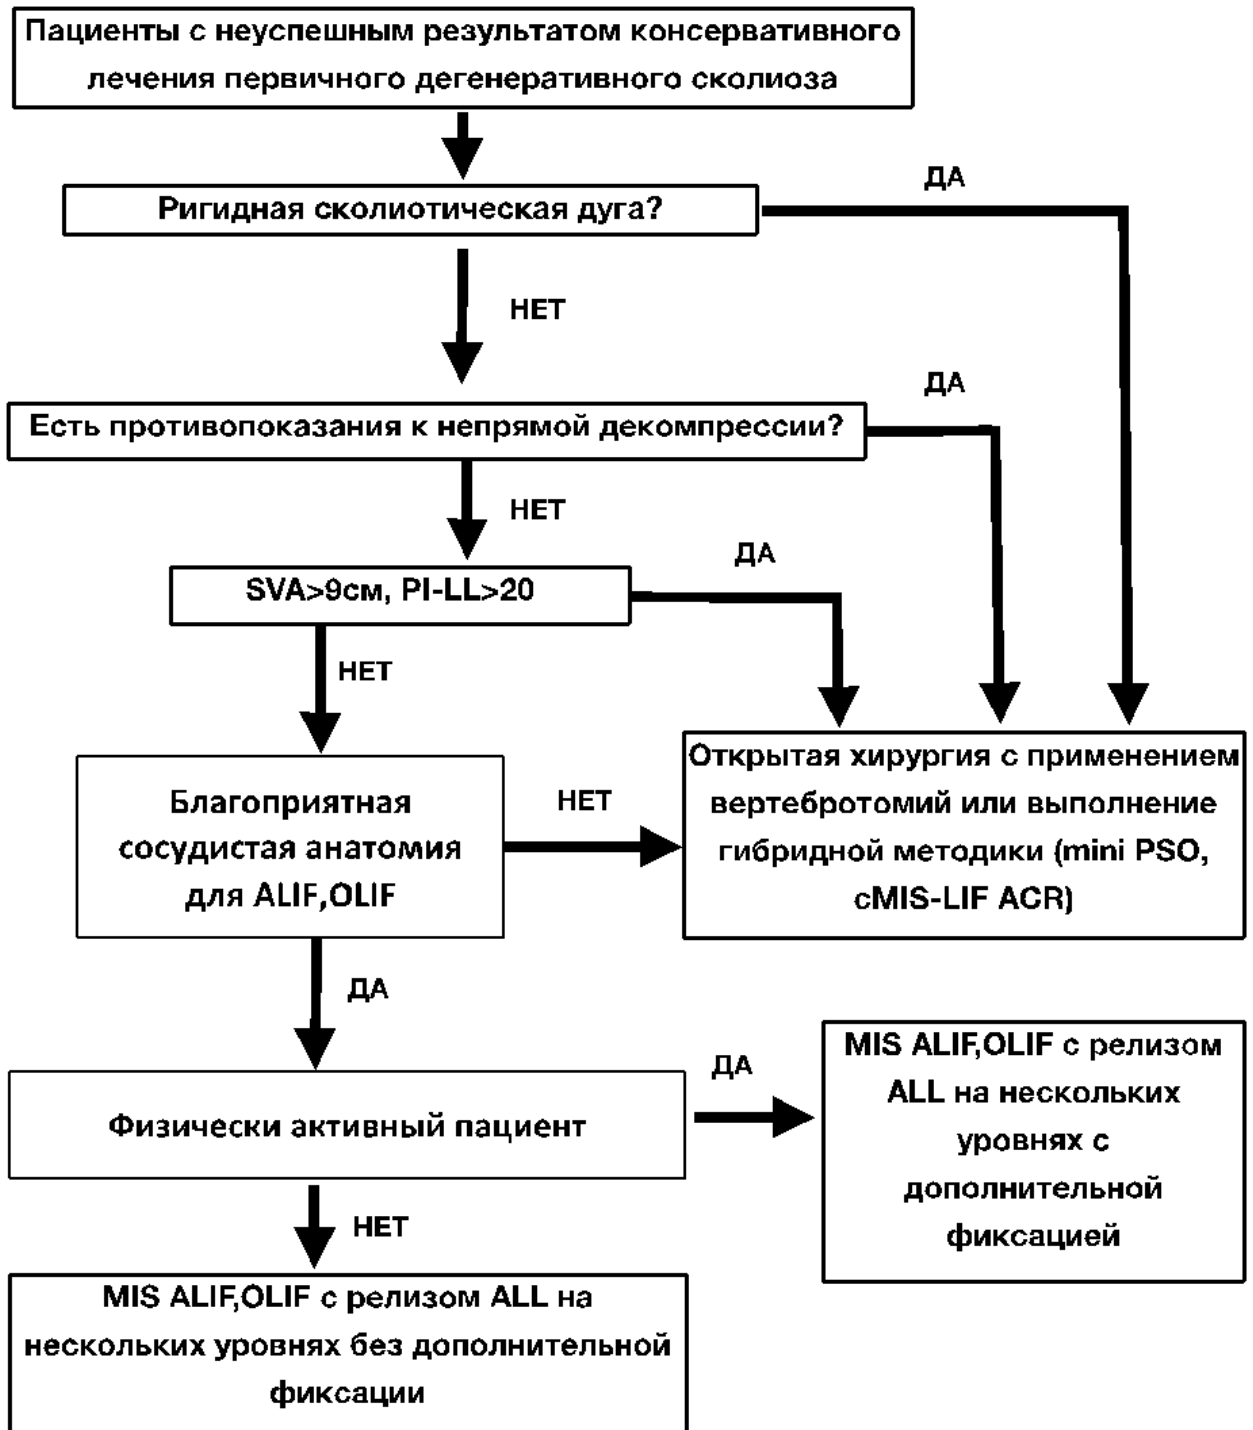 Пациенты с неуспешным результатом консервативного
лечения первичного дегенеративного сколиоза
ДА
Ригидная сколиотическая дуга?
НЕТ
ДА
Есть противопоказания к непрямой декомпрессии?
НЕТ
ДА
SVA>9см, PI-LL>20
НЕТ
Благоприятная
сосудистая анатомия
для ALIF,OLIF
НЕТ
Открытая хирургия с применением
вертебротомий или выполнение
гибридной методики (mini PSO,
cMIS-LIF ACR)
ДА
Физически активный пациент
ДА
MIS ALIF,OLIF с релизом
ALL на нескольких
уровнях с
дополнительной
фиксацией
НЕТ
MIS ALIF,OLIF с релизом ALL на
нескольких уровнях без дополнительной
фиксации